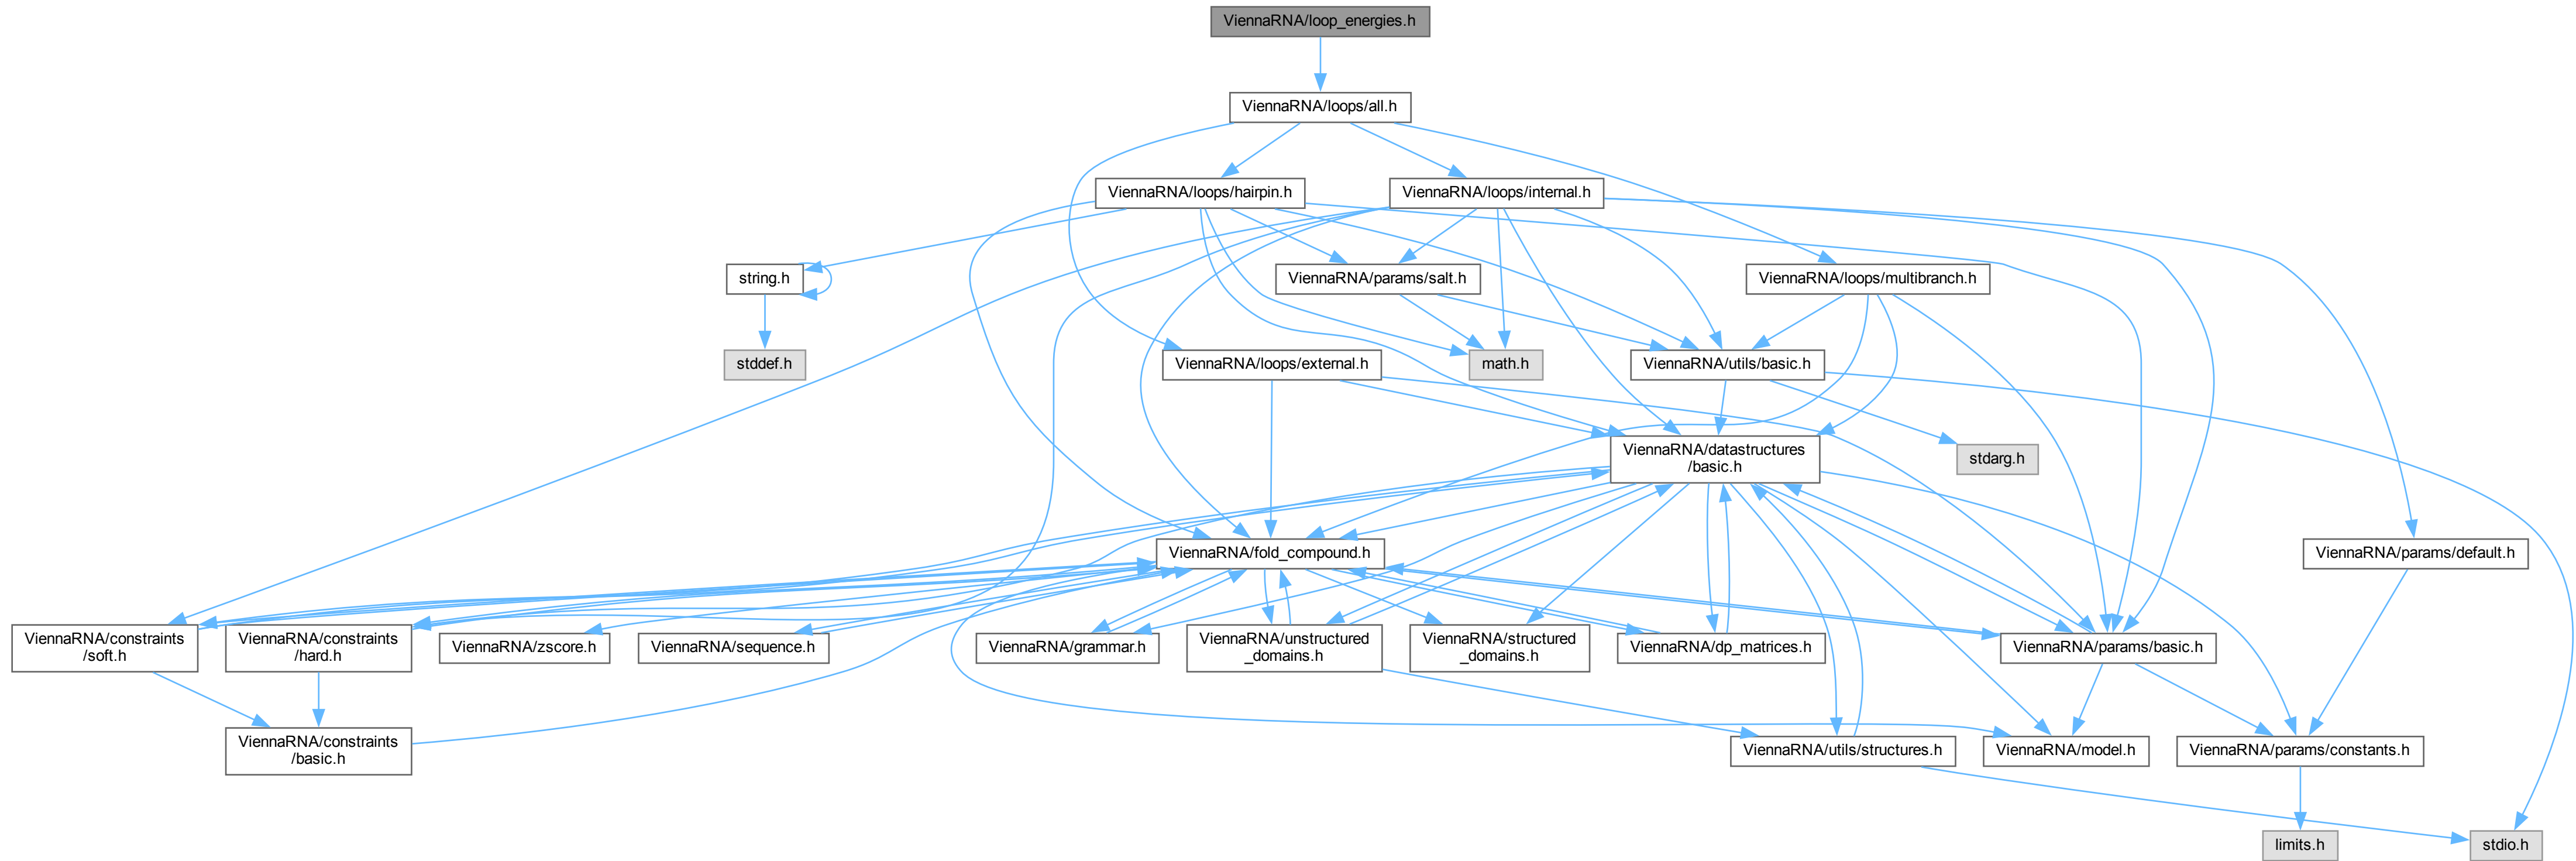 ViennaRNA/loop_energies.h
ViennaRNA/loops/all.h
ViennaRNA/loops/hairpin.h
ViennaRNA/loops/internal.h
string.h
ViennaRNA/params/salt.h
ViennaRNA/loops/multibranch.h
stddef.h
ViennaRNA/loops/external.h
math.h
ViennaRNA/utils/basic.h
ViennaRNA/datastructures
/basic.h
stdarg.h
ViennaRNA/fold_compound.h
ViennaRNA/params/default.h
ViennaRNA/constraints
/soft.h
ViennaRNA/constraints
/hard.h
ViennaRNA/zscore.h
ViennaRNA/sequence.h
ViennaRNA/grammar.h
ViennaRNA/unstructured
_domains.h
ViennaRNA/structured
_domains.h
ViennaRNA/dp_matrices.h
ViennaRNA/params/basic.h
ViennaRNA/constraints
/basic.h
ViennaRNA/utils/structures.h
ViennaRNA/model.h
ViennaRNA/params/constants.h
limits.h
stdio.h